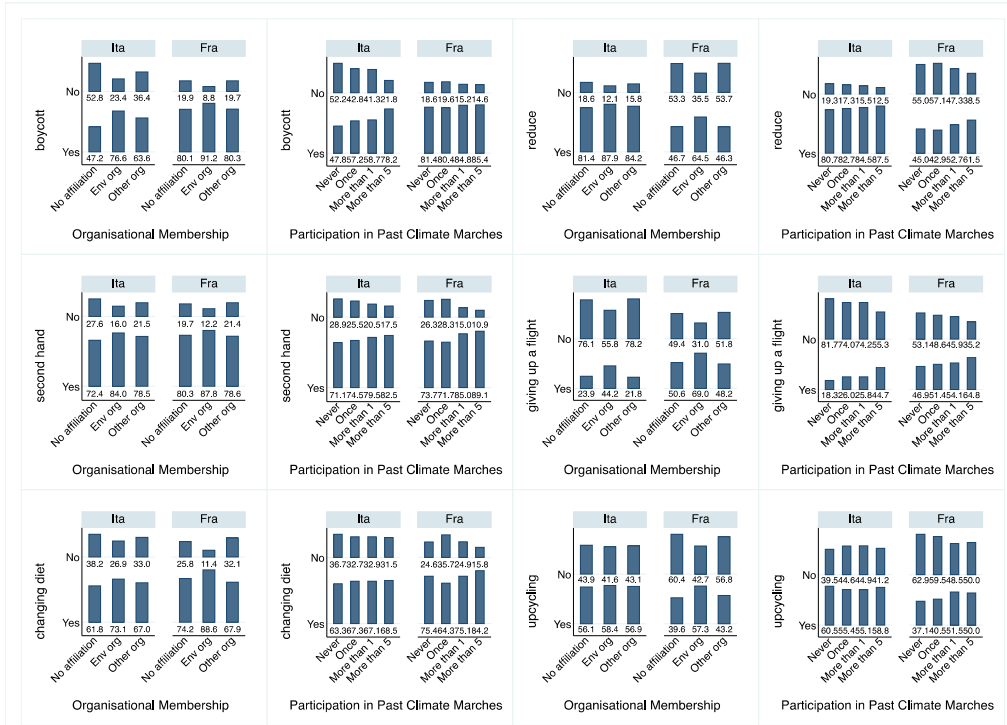 Ita Fra
No
52.8 23.4 36.4 19.9 8.8 19.7
boycott
Yes
47.2 76.6 63.6 80.1 91.2 80.3
No affiliation Env org Other org No affiliation Env org Other org
Organisational Membership
Ita Fra
No
52.242.841.321.8 18.619.615.214.6
boycott
Yes
47.857.258.778.2 81.480.484.885.4
Never Once More than 1 More than 5 Never Once More than 1 More than 5
Participation in Past Climate Marches
Ita Fra
No
18.6 12.1 15.8 53.3 35.5 53.7
reduce
Yes
81.4 87.9 84.2 46.7 64.5 46.3
No affiliation Env org Other org No affiliation Env org Other org
Organisational Membership
Ita Fra
No
19.317.315.512.5 55.057.147.338.5
reduce
Yes
80.782.784.587.5 45.042.952.761.5
Never Once More than 1 More than 5 Never Once More than 1 More than 5
Participation in Past Climate Marches
Ita Fra
No
27.6 16.0 21.5 19.7 12.2 21.4
second hand
Yes
72.4 84.0 78.5 80.3 87.8 78.6
No affiliation Env org Other org No affiliation Env org Other org
Organisational Membership
Ita Fra
No
28.925.520.517.5 26.328.315.010.9
second hand
Yes
71.174.579.582.5 73.771.785.089.1
Never Once More than 1 More than 5 Never Once More than 1 More than 5
Participation in Past Climate Marches
Ita Fra
No
76.1 55.8 78.2 49.4 31.0 51.8
giving up a flight
Yes
23.9 44.2 21.8 50.6 69.0 48.2
No affiliation Env org Other org No affiliation Env org Other org
Organisational Membership
Ita Fra
No
81.774.074.255.3 53.148.645.935.2
giving up a flight
Yes
18.326.025.844.7 46.951.454.164.8
Never Once More than 1 More than 5 Never Once More than 1 More than 5
Participation in Past Climate Marches
Ita Fra
No
38.2 26.9 33.0 25.8 11.4 32.1
changing diet
Yes
61.8 73.1 67.0 74.2 88.6 67.9
No affiliation Env org Other org No affiliation Env org Other org
Organisational Membership
Ita Fra
No
36.732.732.931.5 24.635.724.915.8
changing diet
Yes
63.367.367.168.5 75.464.375.184.2
Never Once More than 1 More than 5 Never Once More than 1 More than 5
Participation in Past Climate Marches
Ita Fra
No
43.9 41.6 43.1 60.4 42.7 56.8
upcycling
Yes
56.1 58.4 56.9 39.6 57.3 43.2
No affiliation Env org Other org No affiliation Env org Other org
Organisational Membership
Ita Fra
No
39.544.644.941.2 62.959.548.550.0
upcycling
Yes
60.555.455.158.8 37.140.551.550.0
Never Once More than 1 More than 5 Never Once More than 1 More than 5
Participation in Past Climate Marches